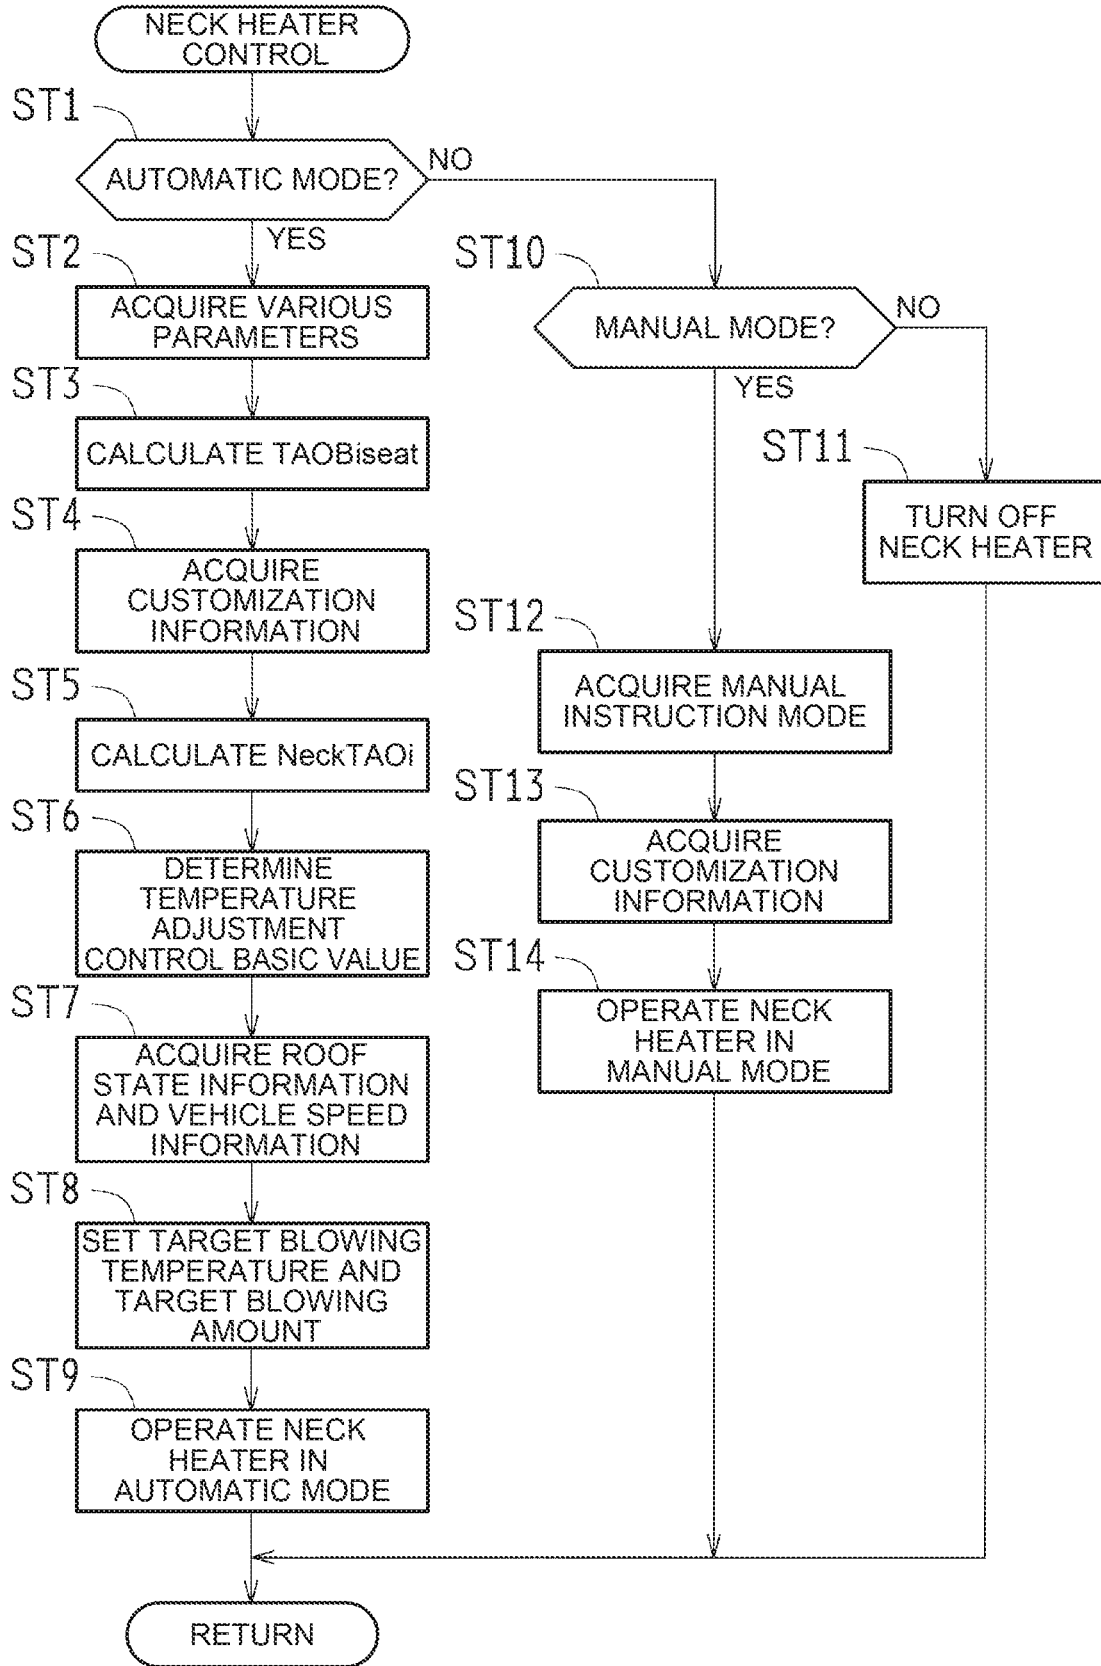 NECK HEATER
CONTROL
ST1
AUTOMATIC MODE?
NO
YES
ST2
ACQUIRE VARIOUS
PARAMETERS
ST3
CALCULATE TAOBiseat
ST4
ACQUIRE
CUSTOMIZATION
INFORMATION
ST5
CALCULATE NeckTAOi
ST6
DETERMINE
TEMPERATURE
ADJUSTMENT
CONTROL BASIC VALUE
ST7
ACQUIRE ROOF
STATE INFORMATION
AND VEHICLE SPEED
INFORMATION
ST8
SET TARGET BLOWING
TEMPERATURE AND
TARGET BLOWING
AMOUNT
ST9
OPERATE NECK
HEATER IN
AUTOMATIC MODE
ST10
MANUAL MODE?
NO
YES
ST11
TURN OFF
NECK HEATER
ST12
ACQUIRE MANUAL
INSTRUCTION MODE
ST13
ACQUIRE
CUSTOMIZATION
INFORMATION
ST14
OPERATE NECK
HEATER IN
MANUAL MODE
RETURN